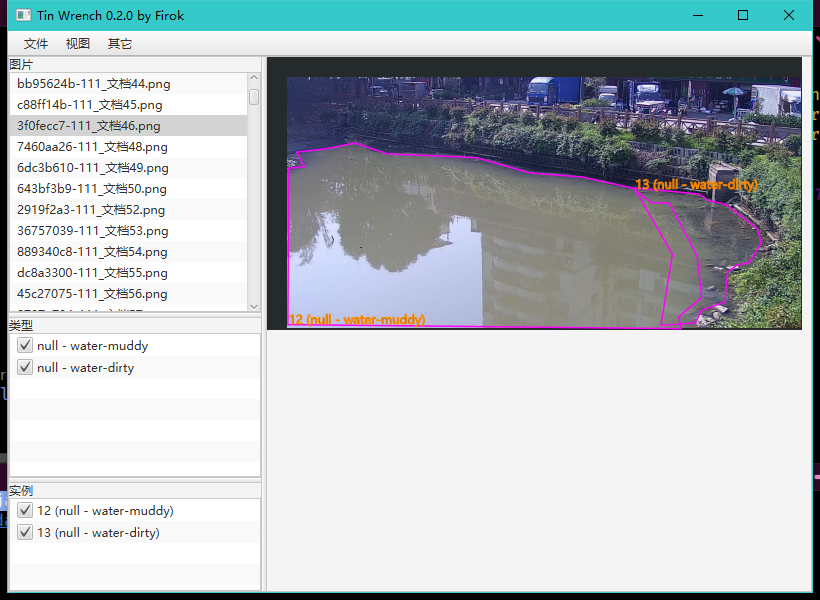 Tin Wrench 0.2.0 by Firok
文件 视图 其它
图片
bb95624b-111_文档44.png
c88ff14b-111_文档45.png
3f0fecc7-111_文档46.png
7460aa26-111_文档48.png
6dc3b610-111_文档49.png
643bf3b9-111_文档50.png
2919f2a3-111_文档52.png
36757039-111_文档53.png
889340c8-111_文档54.png
dc8a3300-111_文档55.png
45c27075-111_文档56.png
类型
null - water-muddy
null - water-dirty
实例
12 (null - water-muddy)
13 (null - water-dirty)
13 (null - water-dirty)
12 (null - water-muddy)